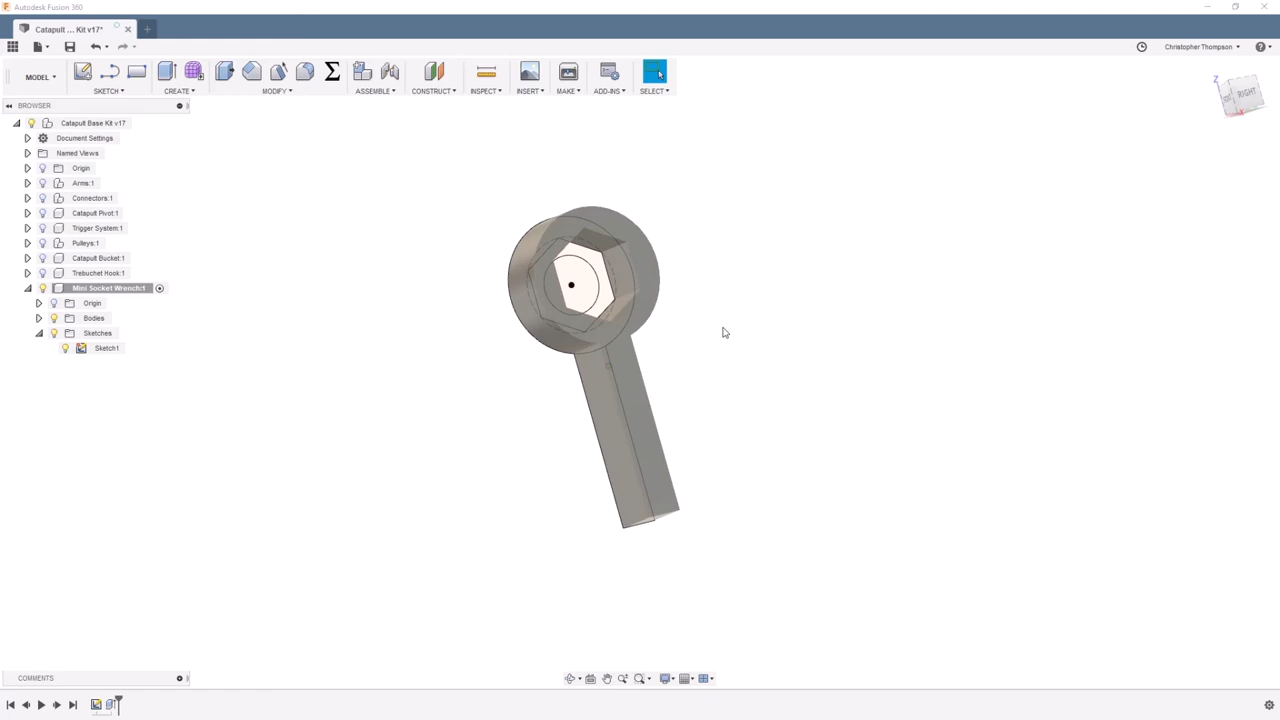 Autodesk Fusion 360
Catapult ... Kit v17*
Christopher Thompson
MODEL
SKETCH
CREATE
MODIFY
ASSEMBLE
CONSTRUCT
INSPECT
INSERT
MAKE
ADD-INS
SELECT
Z
RIGHT
X
BROWSER
Catapult Base Kit v17
Document Settings
Named Views
Origin
Arms:1
Connectors:1
Catapult Pivot:1
Trigger System:1
Pulleys:1
Catapult Bucket:1
Trebuchet Hook:1
Mini Socket Wrench:1
Origin
Bodies
Sketches
Sketch1
COMMENTS